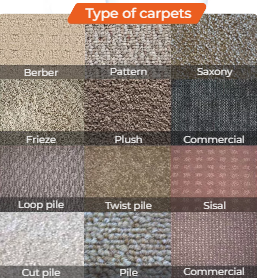 Type of carpets
Berber Pattern Saxony
Frieze Plush Commercial
Loop pile Twist pile Sisal
Cut pile Pile Commercial